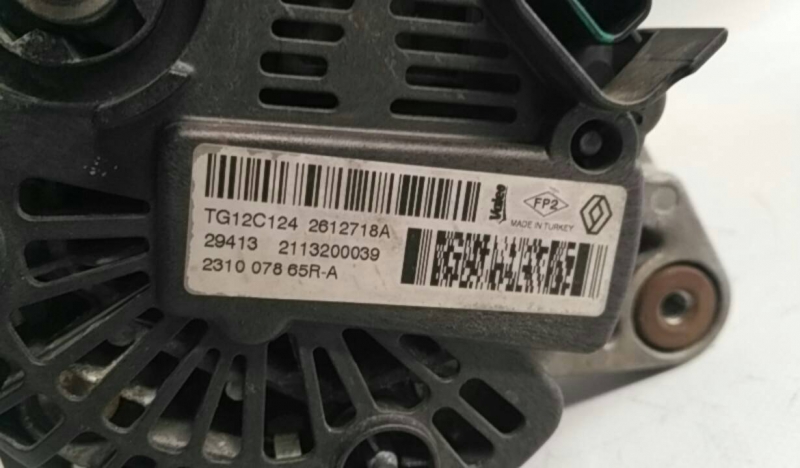 Valeo
FP2
MADE IN TURKEY
TG12C124 2612718A
29413 2113200039
2310 078 65R-A